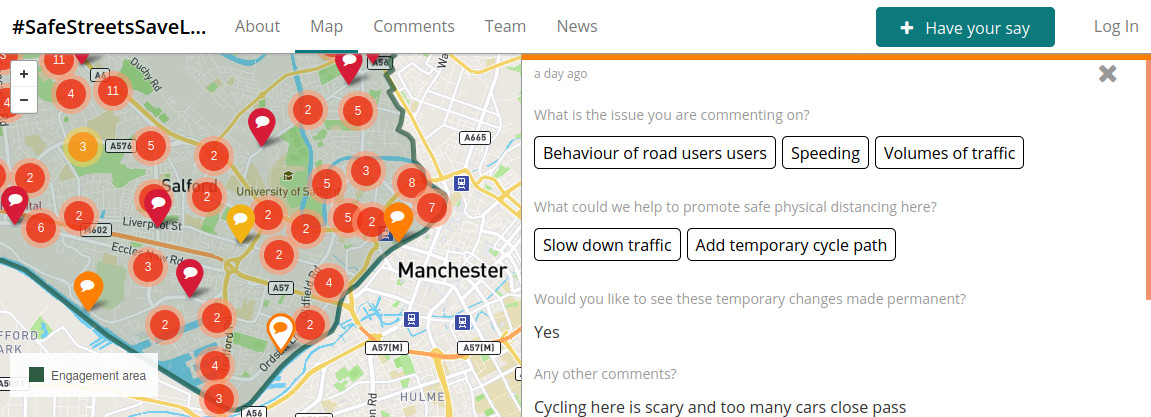 #SafeStreetsSaveL...
About
Map
Comments
Team
News
Have your say
Log In
11
A6
Duchy Rd
4
11
A56
2
5
A665
3
A576
5
2
3
Salford
University of S
5
8
2
2
7
2
2
5
2
6
A602
Liverpool St
2
Eccles New Rd
3
2
Manchester
A57
4
2
2
2
A57(M)
A57(M)
4
Engagement area
3
A56
HULME
+
−
a day ago
What is the issue you are commenting on?
Behaviour of road users users
Speeding
Volumes of traffic
What could we help to promote safe physical distancing here?
Slow down traffic
Add temporary cycle path
Would you like to see these temporary changes made permanent?
Yes
Any other comments?
Cycling here is scary and too many cars close pass